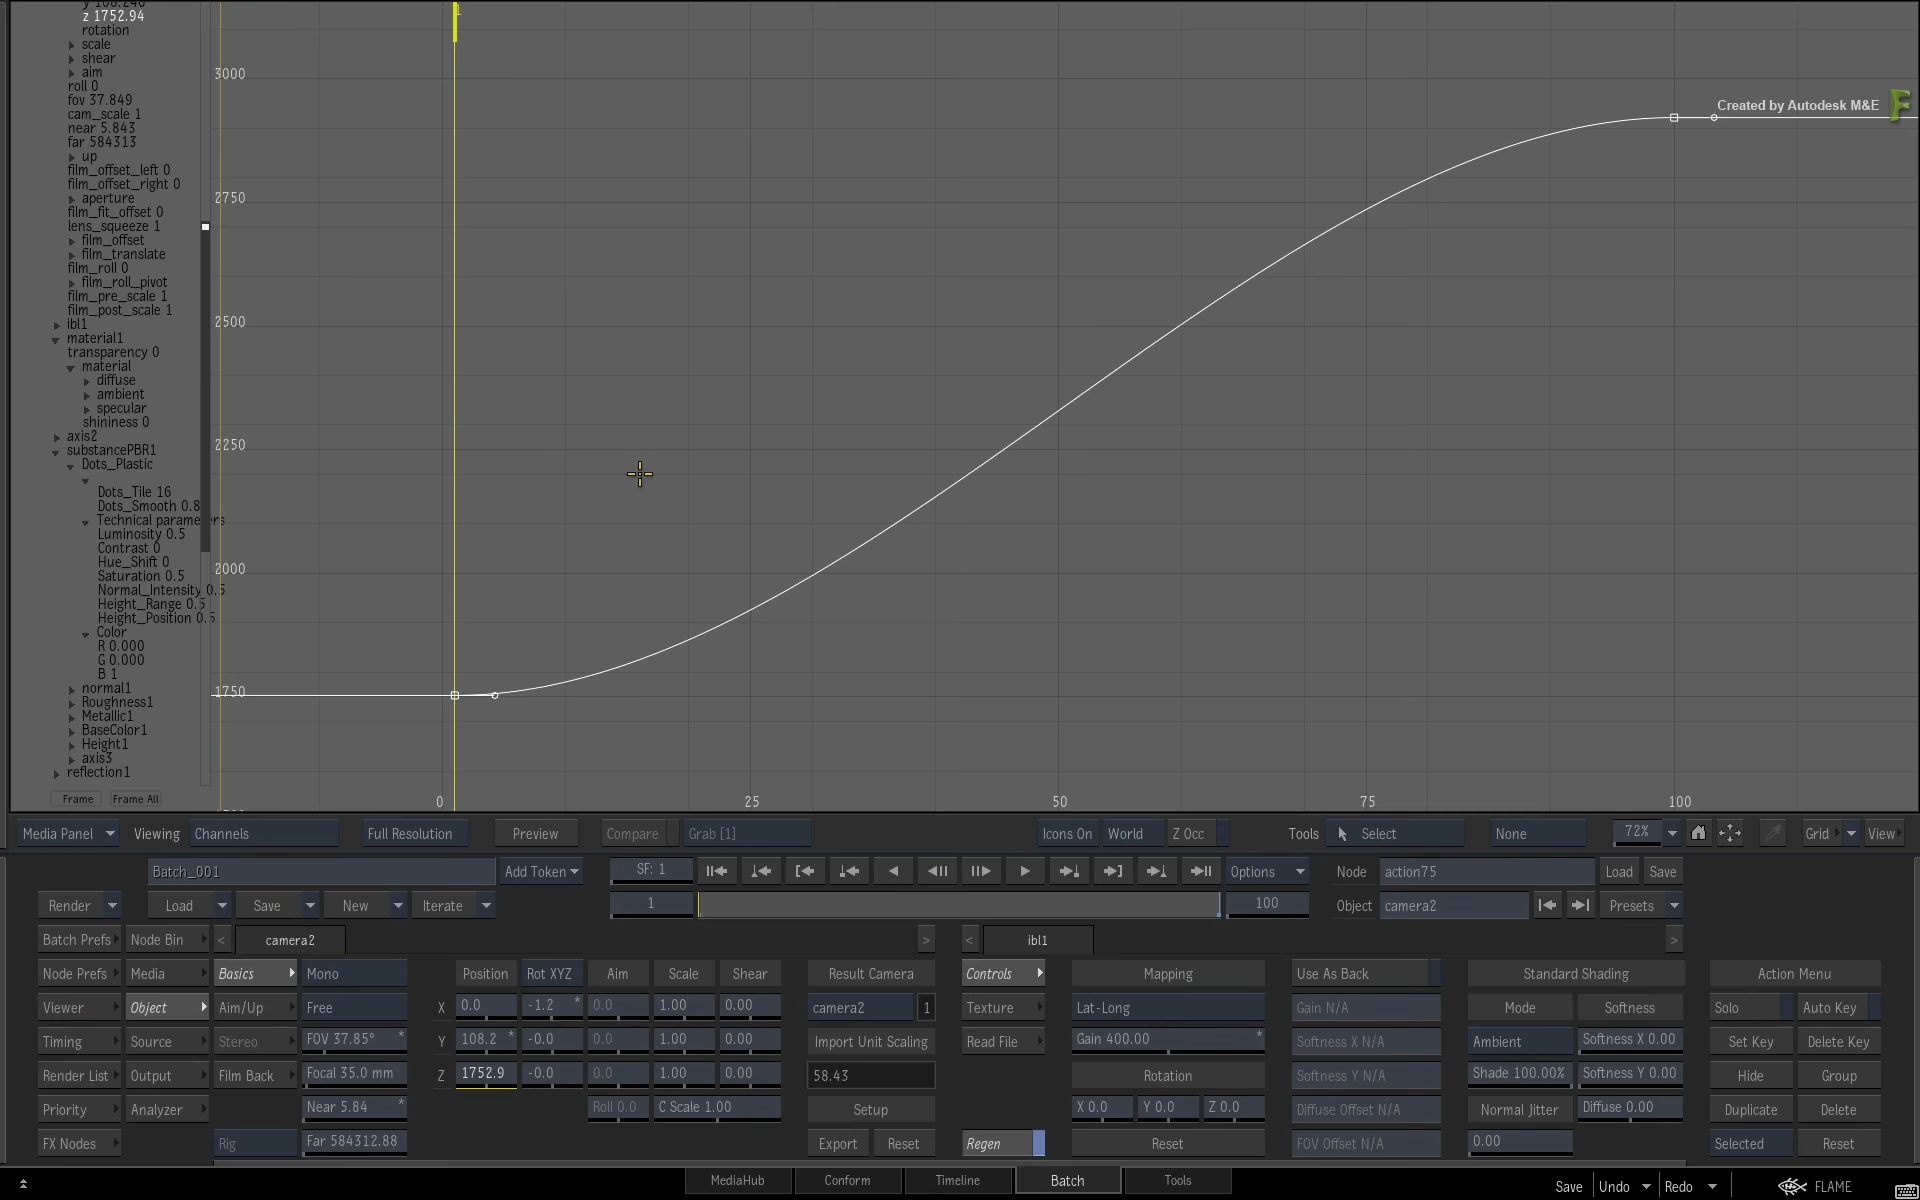 y 108.240
z 1752.94
rotation
scale
shear
aim
roll 0
fov 37.849
cam_scale 1
near 5.843
far 584313
up
film_offset_left 0
film_offset_right 0
aperture
film_fit_offset 0
lens_squeeze 1
film_offset
film_translate
film_roll 0
film_roll_pivot
film_pre_scale 1
film_post_scale 1
ibl1
material1
transparency 0
material
diffuse
ambient
specular
shininess 0
axis2
substancePBR1
Dots_Plastic
Dots_Tile 16
Dots_Smooth 0.8
Technical parameters
Luminosity 0.5
Contrast 0
Hue_Shift 0
Saturation 0.5
Normal_Intensity 0.5
Height_Range 0.5
Height_Position 0.5
Color
R 0.000
G 0.000
B 1
normal1
Roughness1
Metallic1
BaseColor1
Height1
axis3
reflection1
Frame Frame All
1
3000
2750
2500
2250
2000
1750
0 25 50 75 100
Created by Autodesk M&E
Media Panel Viewing Channels Full Resolution Preview Compare Grab [1] Icons On World Z Occ Tools Select None 72% Grid View
Batch_001 Add Token SF: 1 Options Node action75 Load Save
Render Load Save New Iterate 1 100 Object camera2 Presets
Batch Prefs Node Bin < camera2 > < ibl1 >
Node Prefs Media Basics Mono Position Rot XYZ Aim Scale Shear Result Camera Controls Mapping Use As Back Standard Shading Action Menu
Viewer Object Aim/Up Free X 0.0 -1.2 * 0.0 1.00 0.00 camera2 1 Texture Lat-Long Gain N/A Mode Softness Solo Auto Key
Timing Source Stereo FOV 37.85° * Y 108.2 * -0.0 0.0 1.00 0.00 Import Unit Scaling Read File Gain 400.00 * Softness X N/A Ambient Softness X 0.00 Set Key Delete Key
Render List Output Film Back Focal 35.0 mm Z 1752.9 -0.0 0.0 1.00 0.00 58.43 Rotation Softness Y N/A Shade 100.00% Softness Y 0.00 Hide Group
Priority Analyzer Near 5.84 * Roll 0.0 C Scale 1.00 Setup X 0.0 Y 0.0 Z 0.0 Diffuse Offset N/A Normal Jitter Diffuse 0.00 Duplicate Delete
FX Nodes Rig Far 584312.88 Export Reset Regen Reset FOV Offset N/A 0.00 Selected Reset
MediaHub Conform Timeline Batch Tools Save Undo Redo FLAME